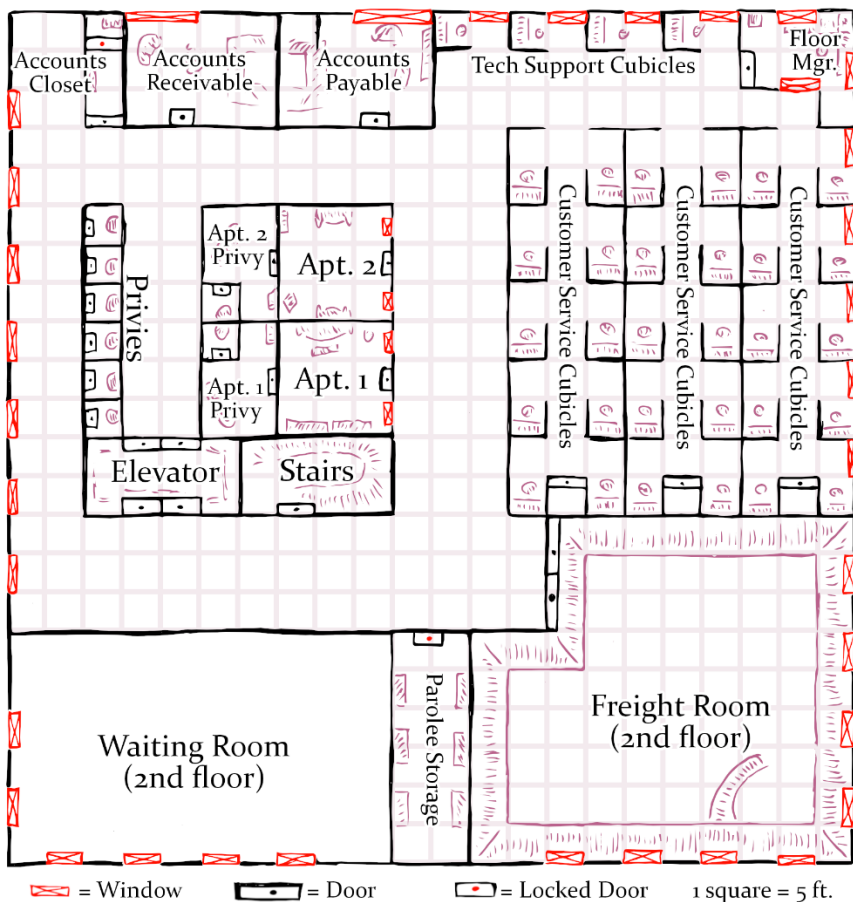 Accounts
Closet
Accounts
Receivable
Accounts
Payable
Tech Support Cubicles
Floor
Mgr.
Customer Service Cubicles
Customer Service Cubicles
Customer Service Cubicles
Privies
Apt. 2
Privy
Apt. 2
Apt. 1
Privy
Apt. 1
Elevator
Stairs
Waiting Room
(2nd floor)
Parolee Storage
Freight Room
(2nd floor)
= Window
= Door
= Locked Door
1 square = 5 ft.